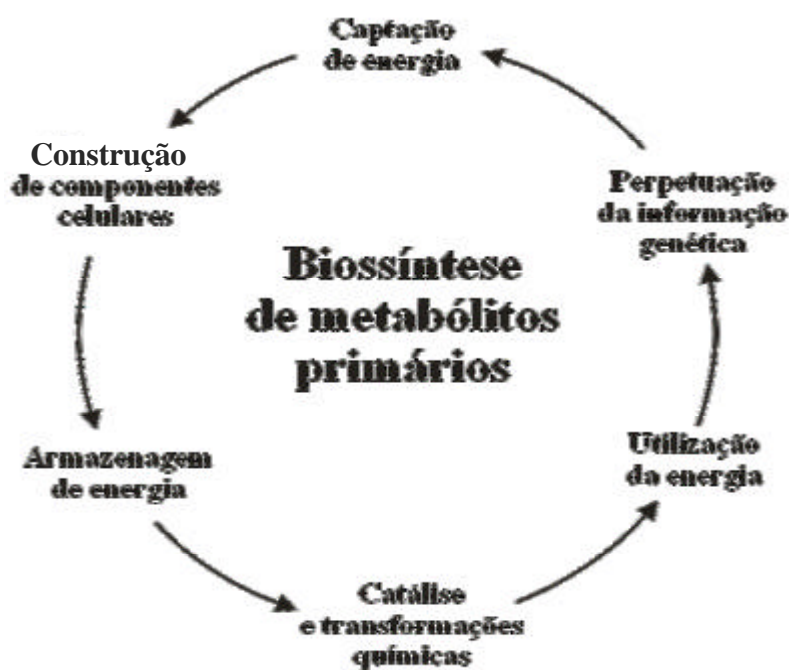 Captação
de energia
Construção
de componentes
celulares
Perpetuação
da informação
genética
Biossíntese
de metabólitos
primários
Armazenagem
de energia
Utilização
da energia
Catálise
e transformações
químicas